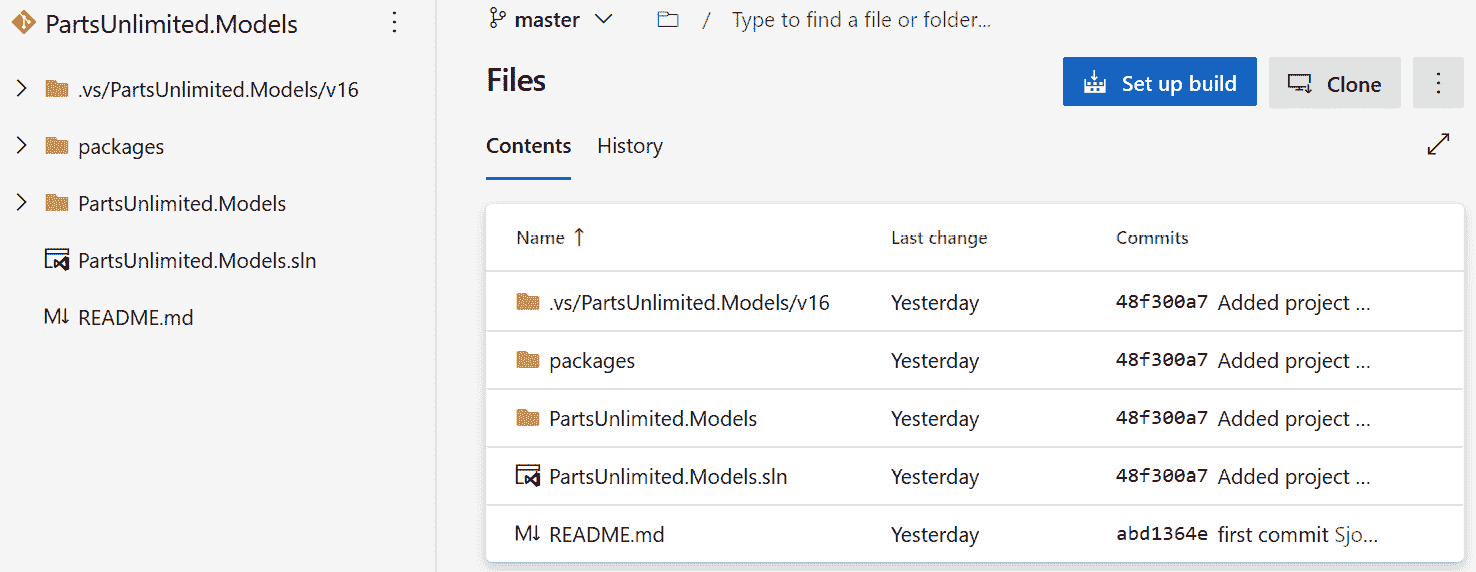 PartsUnlimited.Models
.vs/PartsUnlimited.Models/v16
packages
PartsUnlimited.Models
PartsUnlimited.Models.sln
M↓ README.md
master / Type to find a file or folder...
Files
Set up build
Clone
Contents History
Name ↑ Last change Commits
.vs/PartsUnlimited.Models/v16 Yesterday 48f300a7 Added project ...
packages Yesterday 48f300a7 Added project ...
PartsUnlimited.Models Yesterday 48f300a7 Added project ...
PartsUnlimited.Models.sln Yesterday 48f300a7 Added project ...
M↓ README.md Yesterday abd1364e first commit Sjo...